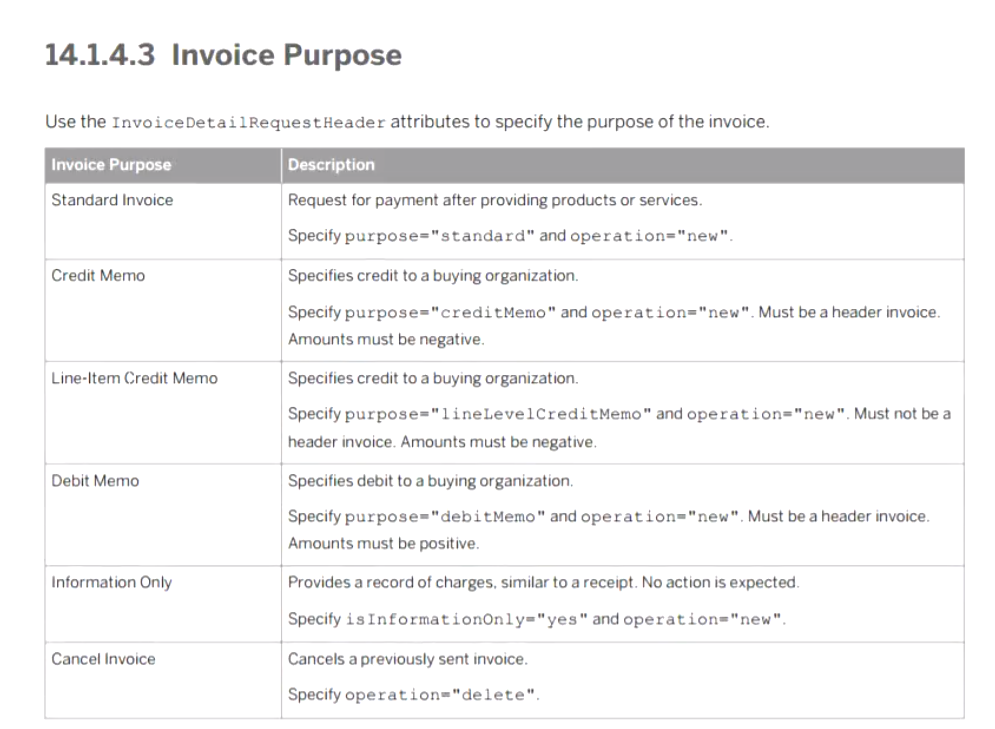 14.1.4.3 Invoice Purpose
Use the InvoiceDetailRequestHeader attributes to specify the purpose of the invoice.
Invoice Purpose Description
Standard Invoice Request for payment after providing products or services.
Specify purpose="standard" and operation="new".
Credit Memo Specifies credit to a buying organization.
Specify purpose="creditMemo" and operation="new". Must be a header invoice.
Amounts must be negative.
Line-Item Credit Memo Specifies credit to a buying organization.
Specify purpose="lineLevelCreditMemo" and operation="new". Must not be a
header invoice. Amounts must be negative.
Debit Memo Specifies debit to a buying organization.
Specify purpose="debitMemo" and operation="new". Must be a header invoice.
Amounts must be positive.
Information Only Provides a record of charges, similar to a receipt. No action is expected.
Specify isInformationOnly="yes" and operation="new".
Cancel Invoice Cancels a previously sent invoice.
Specify operation="delete".